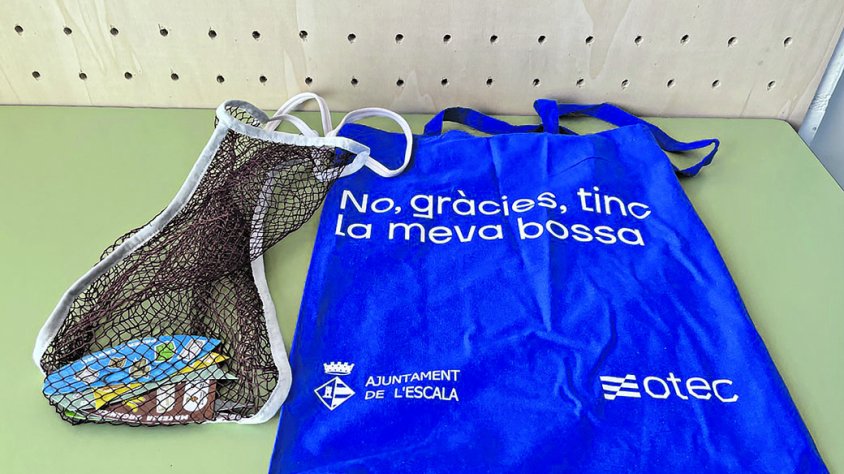 No, gràcies, tinc
la meva bossa
AJUNTAMENT
DE L'ESCALA
otec